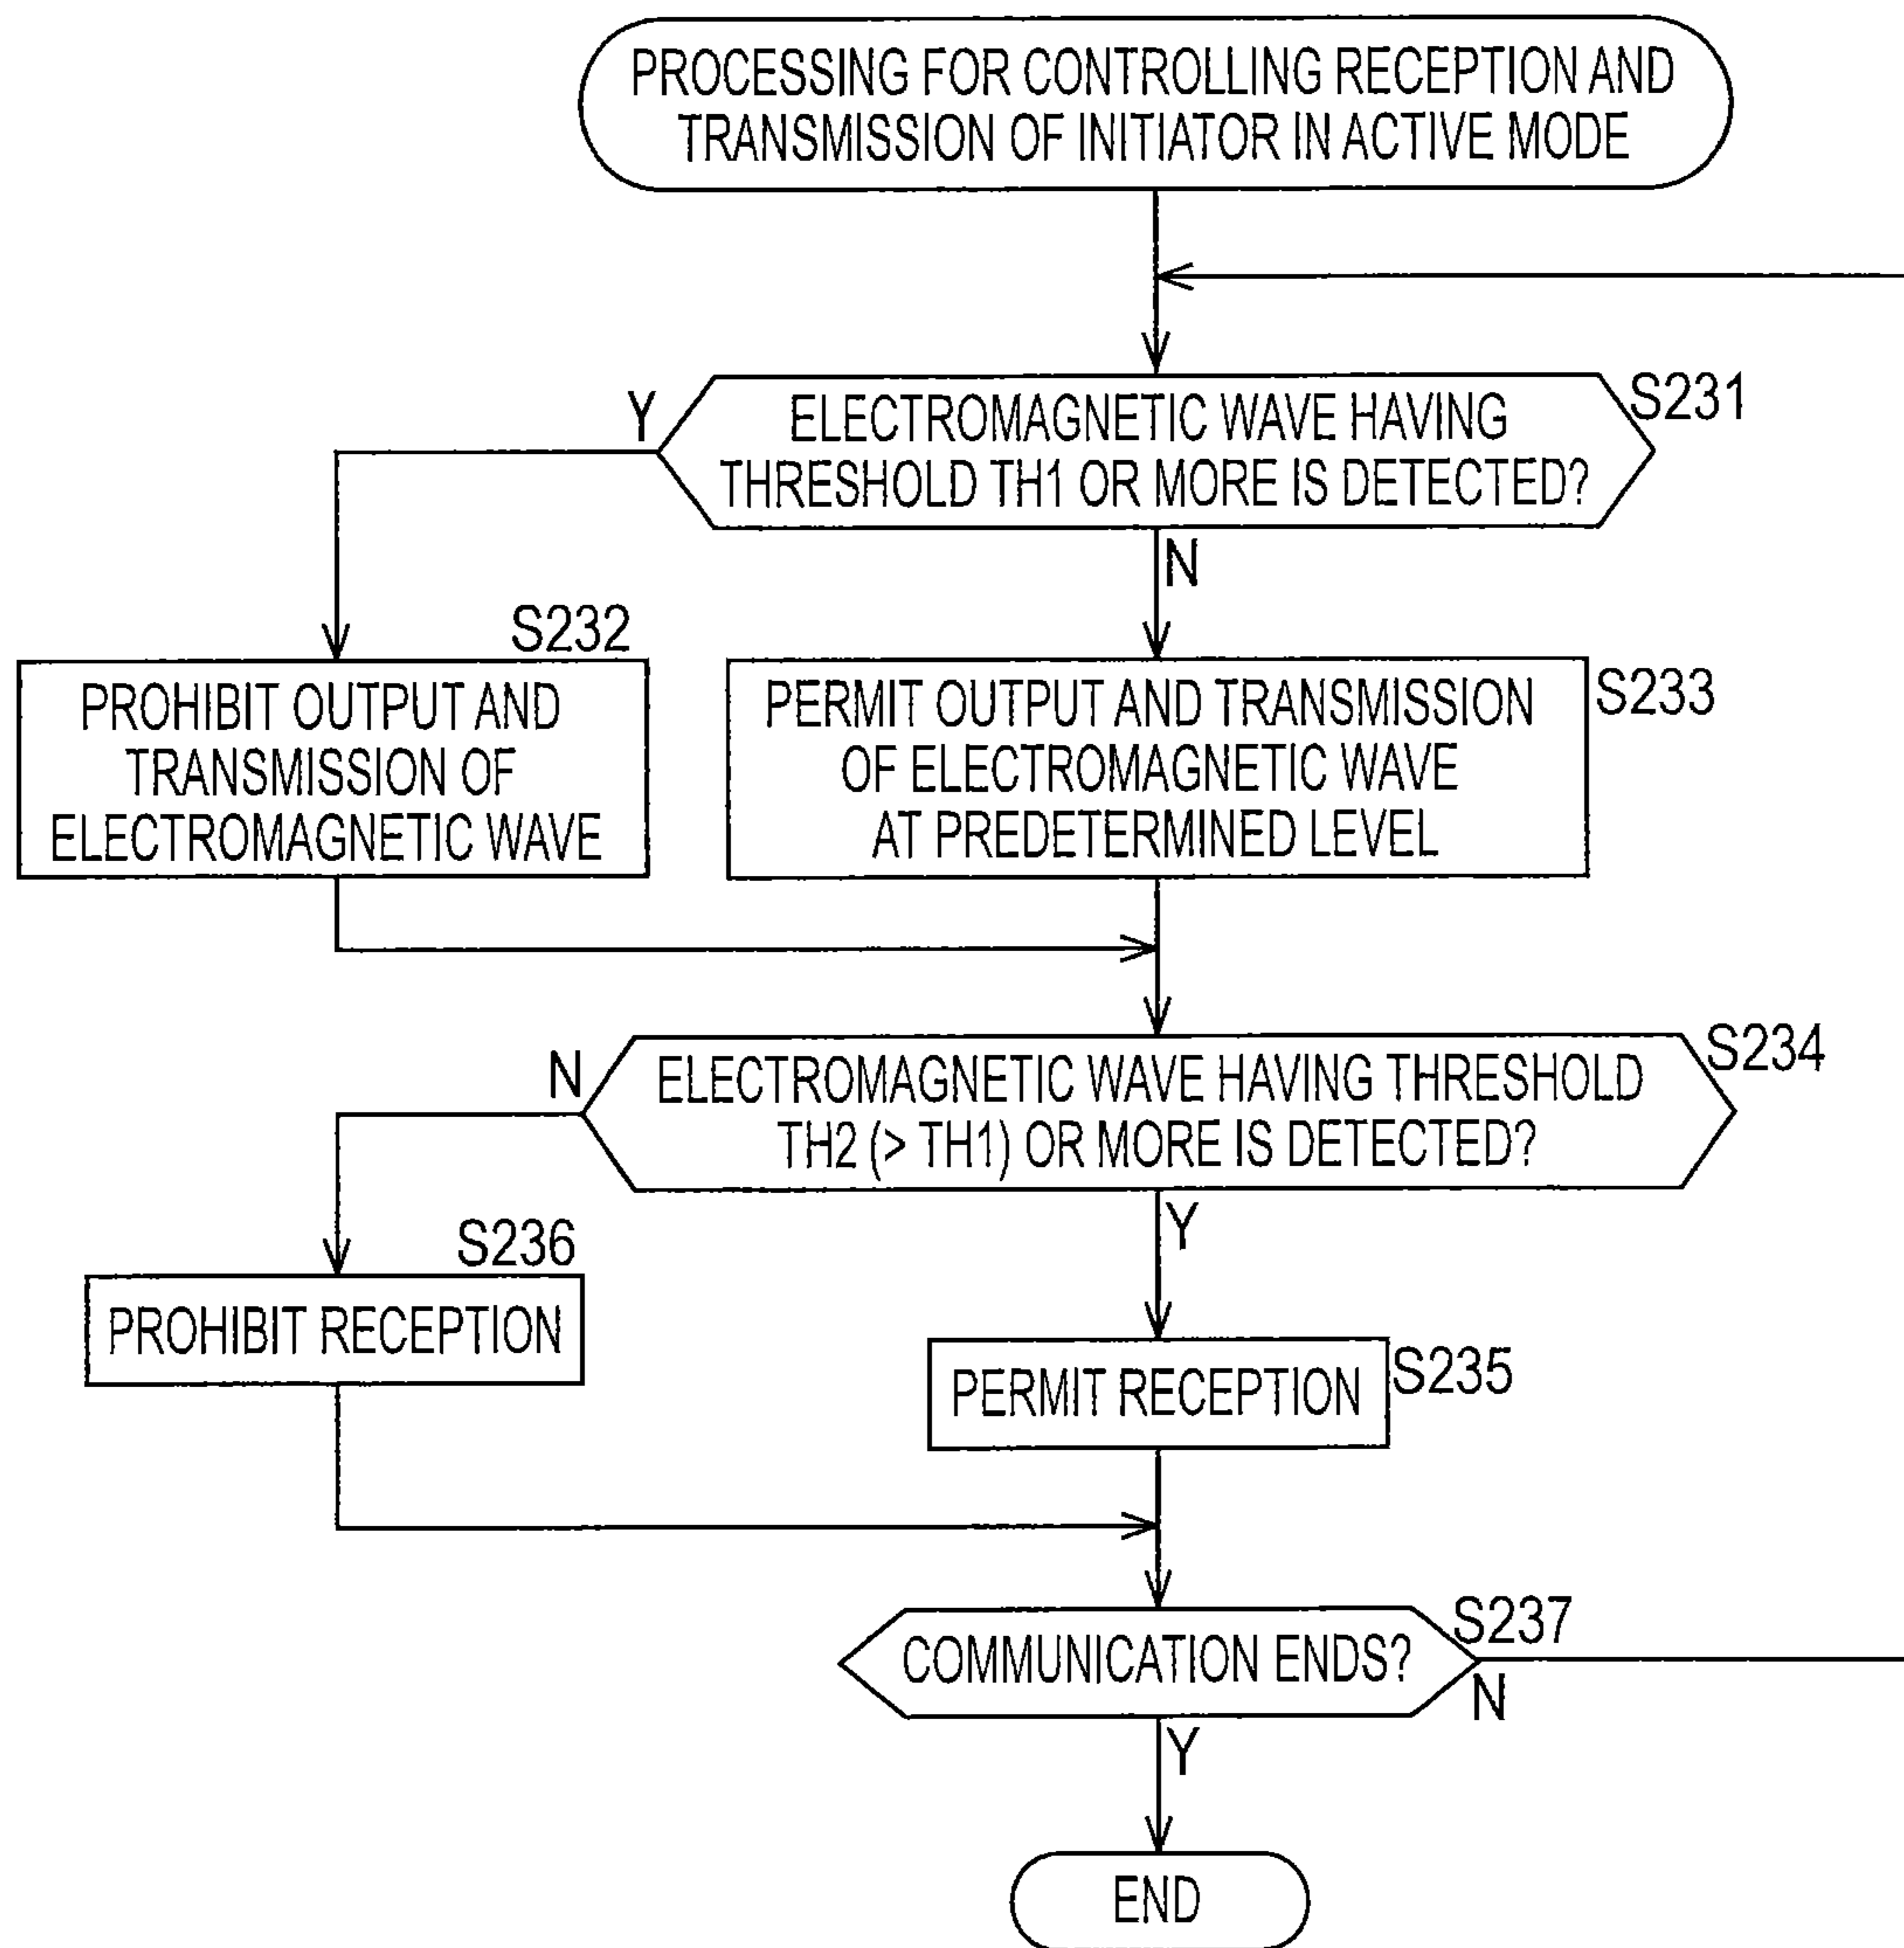 PROCESSING FOR CONTROLLING RECEPTION AND
TRANSMISSION OF INITIATOR IN ACTIVE MODE
S231
Y
ELECTROMAGNETIC WAVE HAVING
THRESHOLD TH1 OR MORE IS DETECTED?
N
S232
PROHIBIT OUTPUT AND
TRANSMISSION OF
ELECTROMAGNETIC WAVE
S233
PERMIT OUTPUT AND TRANSMISSION
OF ELECTROMAGNETIC WAVE
AT PREDETERMINED LEVEL
S234
N
ELECTROMAGNETIC WAVE HAVING THRESHOLD
TH2 (> TH1) OR MORE IS DETECTED?
Y
S236
PROHIBIT RECEPTION
S235
PERMIT RECEPTION
S237
COMMUNICATION ENDS?
N
Y
END